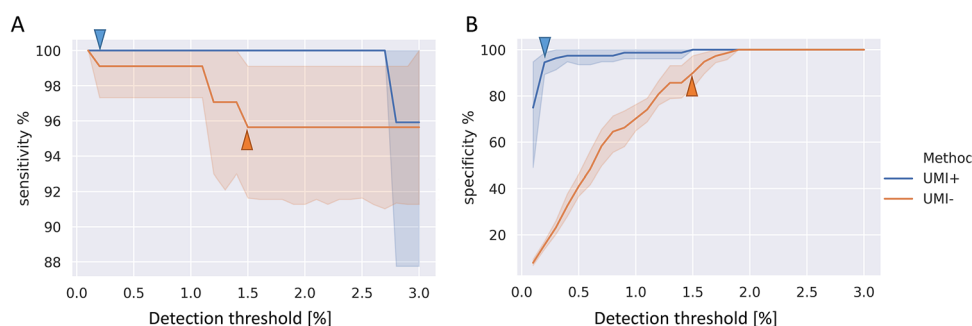 A
100
98
96
94
92
90
88
sensitivity %
0.0 0.5 1.0 1.5 2.0 2.5 3.0
Detection threshold [%]
B
100
80
60
40
20
specificity %
0.0 0.5 1.0 1.5 2.0 2.5 3.0
Detection threshold [%]
Methoc
UMI+
UMI-